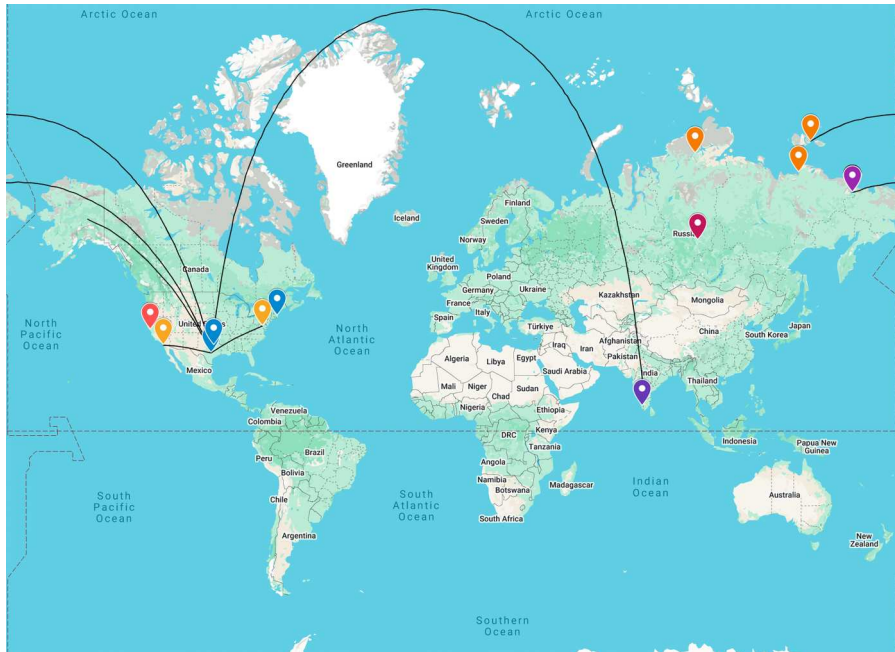 Arctic Ocean
Arctic Ocean
Greenland
Iceland
Finland
Sweden
Norway
Canada
United
Kingdom
Poland
Germany
Ukraine
France
Italy
Spain
Türkiye
Kazakhstan
Mongolia
China
Japan
South Korea
North
Pacific
Ocean
North
Atlantic
Ocean
Mexico
Algeria
Libya
Egypt
Iraq
Iran
Afghanistan
Pakistan
Saudi Arabia
India
Thailand
Mali
Niger
Chad
Sudan
Nigeria
Ethiopia
Venezuela
Colombia
DRC
Kenya
Tanzania
Indonesia
Papua New
Guinea
Peru
Brazil
Bolivia
Angola
Namibia
Botswana
Madagascar
South
Pacific
Ocean
South
Atlantic
Ocean
Indian
Ocean
Australia
Chile
South Africa
Argentina
New
Zealand
Southern
Ocean